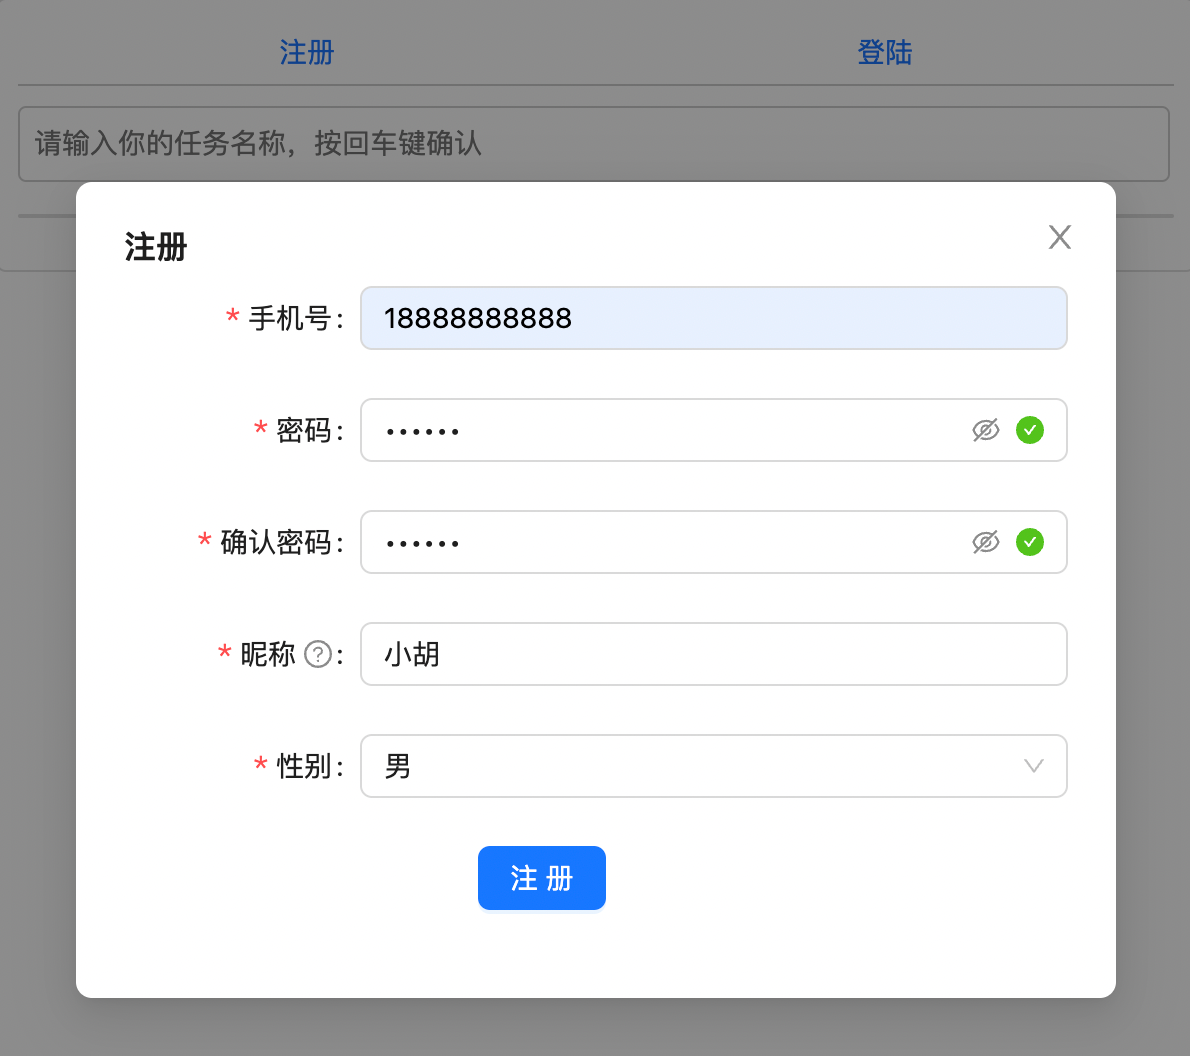 注册 登陆
请输入你的任务名称，按回车键确认
注册
* 手机号: 18888888888
* 密码: ••••••
* 确认密码: ••••••
* 昵称 ?: 小胡
* 性别: 男
注 册